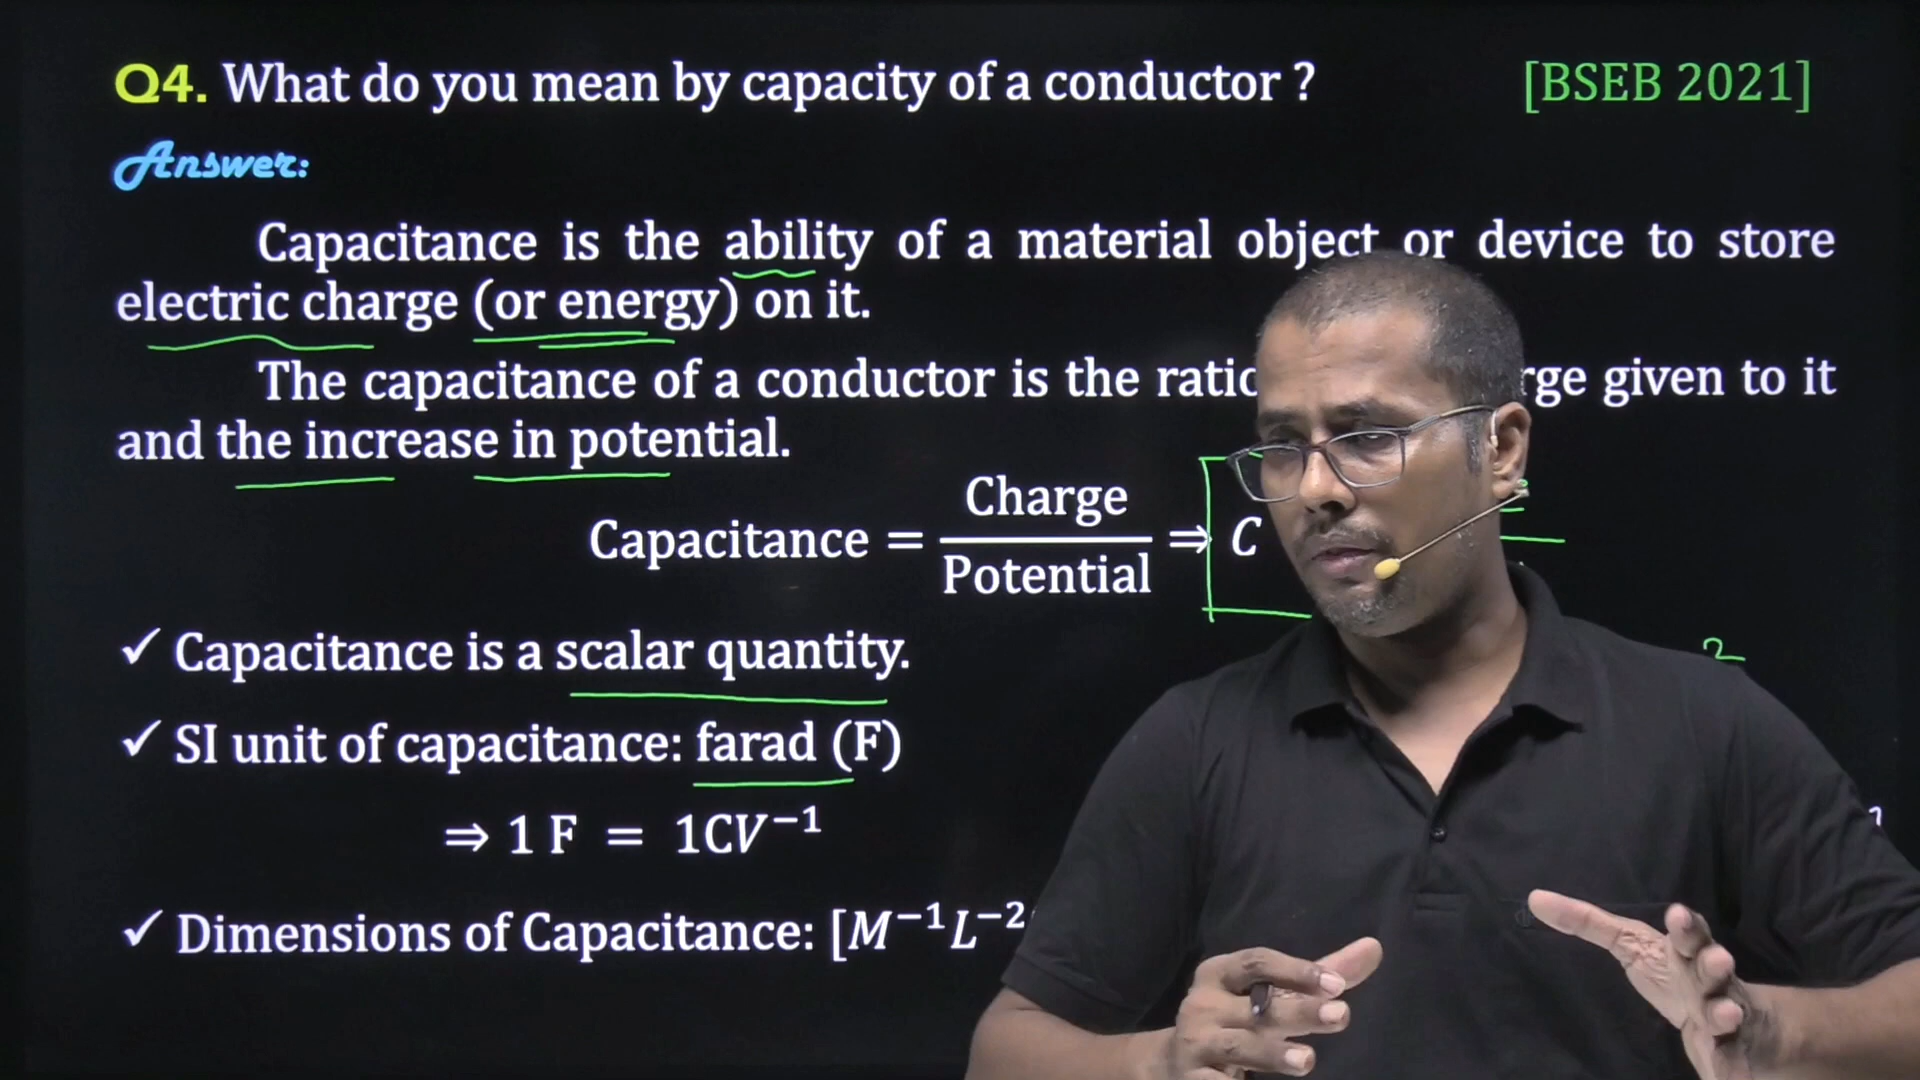 Q4. What do you mean by capacity of a conductor ? [BSEB 2021]
Answer:
Capacitance is the ability of a material object or device to store
electric charge (or energy) on it.
The capacitance of a conductor is the given to it
and the increase in potential.
Capacitance = Charge / Potential ⇒ C
✓ Capacitance is a scalar quantity.
2
✓ SI unit of capacitance: farad (F)
⇒ 1 F = 1CV⁻¹
✓ Dimensions of Capacitance: [M⁻¹L⁻²